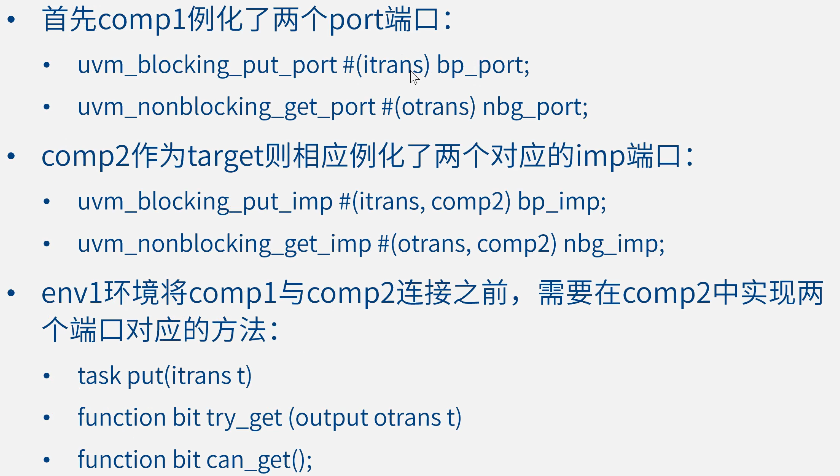 首先comp1例化了两个port端口：
uvm_blocking_put_port #(itrans) bp_port;
uvm_nonblocking_get_port #(otrans) nbg_port;
comp2作为target则相应例化了两个对应的imp端口：
uvm_blocking_put_imp #(itrans, comp2) bp_imp;
uvm_nonblocking_get_imp #(otrans, comp2) nbg_imp;
env1环境将comp1与comp2连接之前，需要在comp2中实现两
个端口对应的方法：
task put(itrans t)
function bit try_get (output otrans t)
function bit can_get();